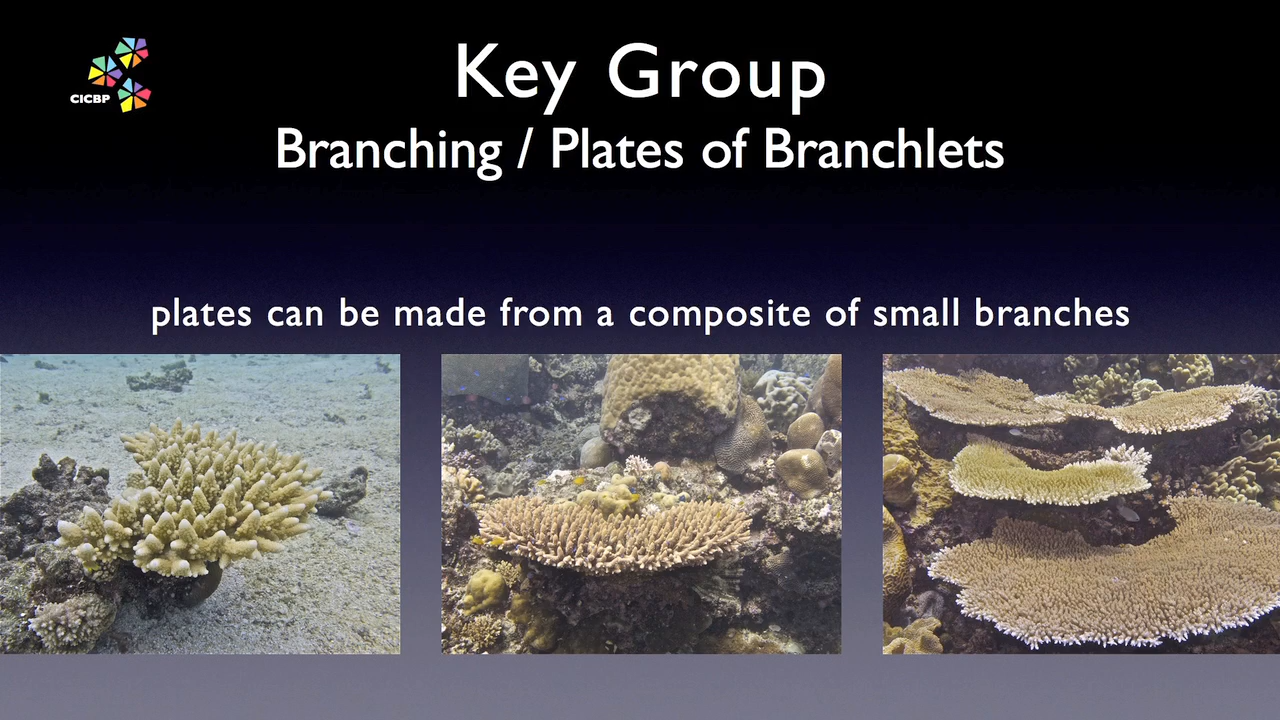 CICBP
Key Group
Branching / Plates of Branchlets
plates can be made from a composite of small branches